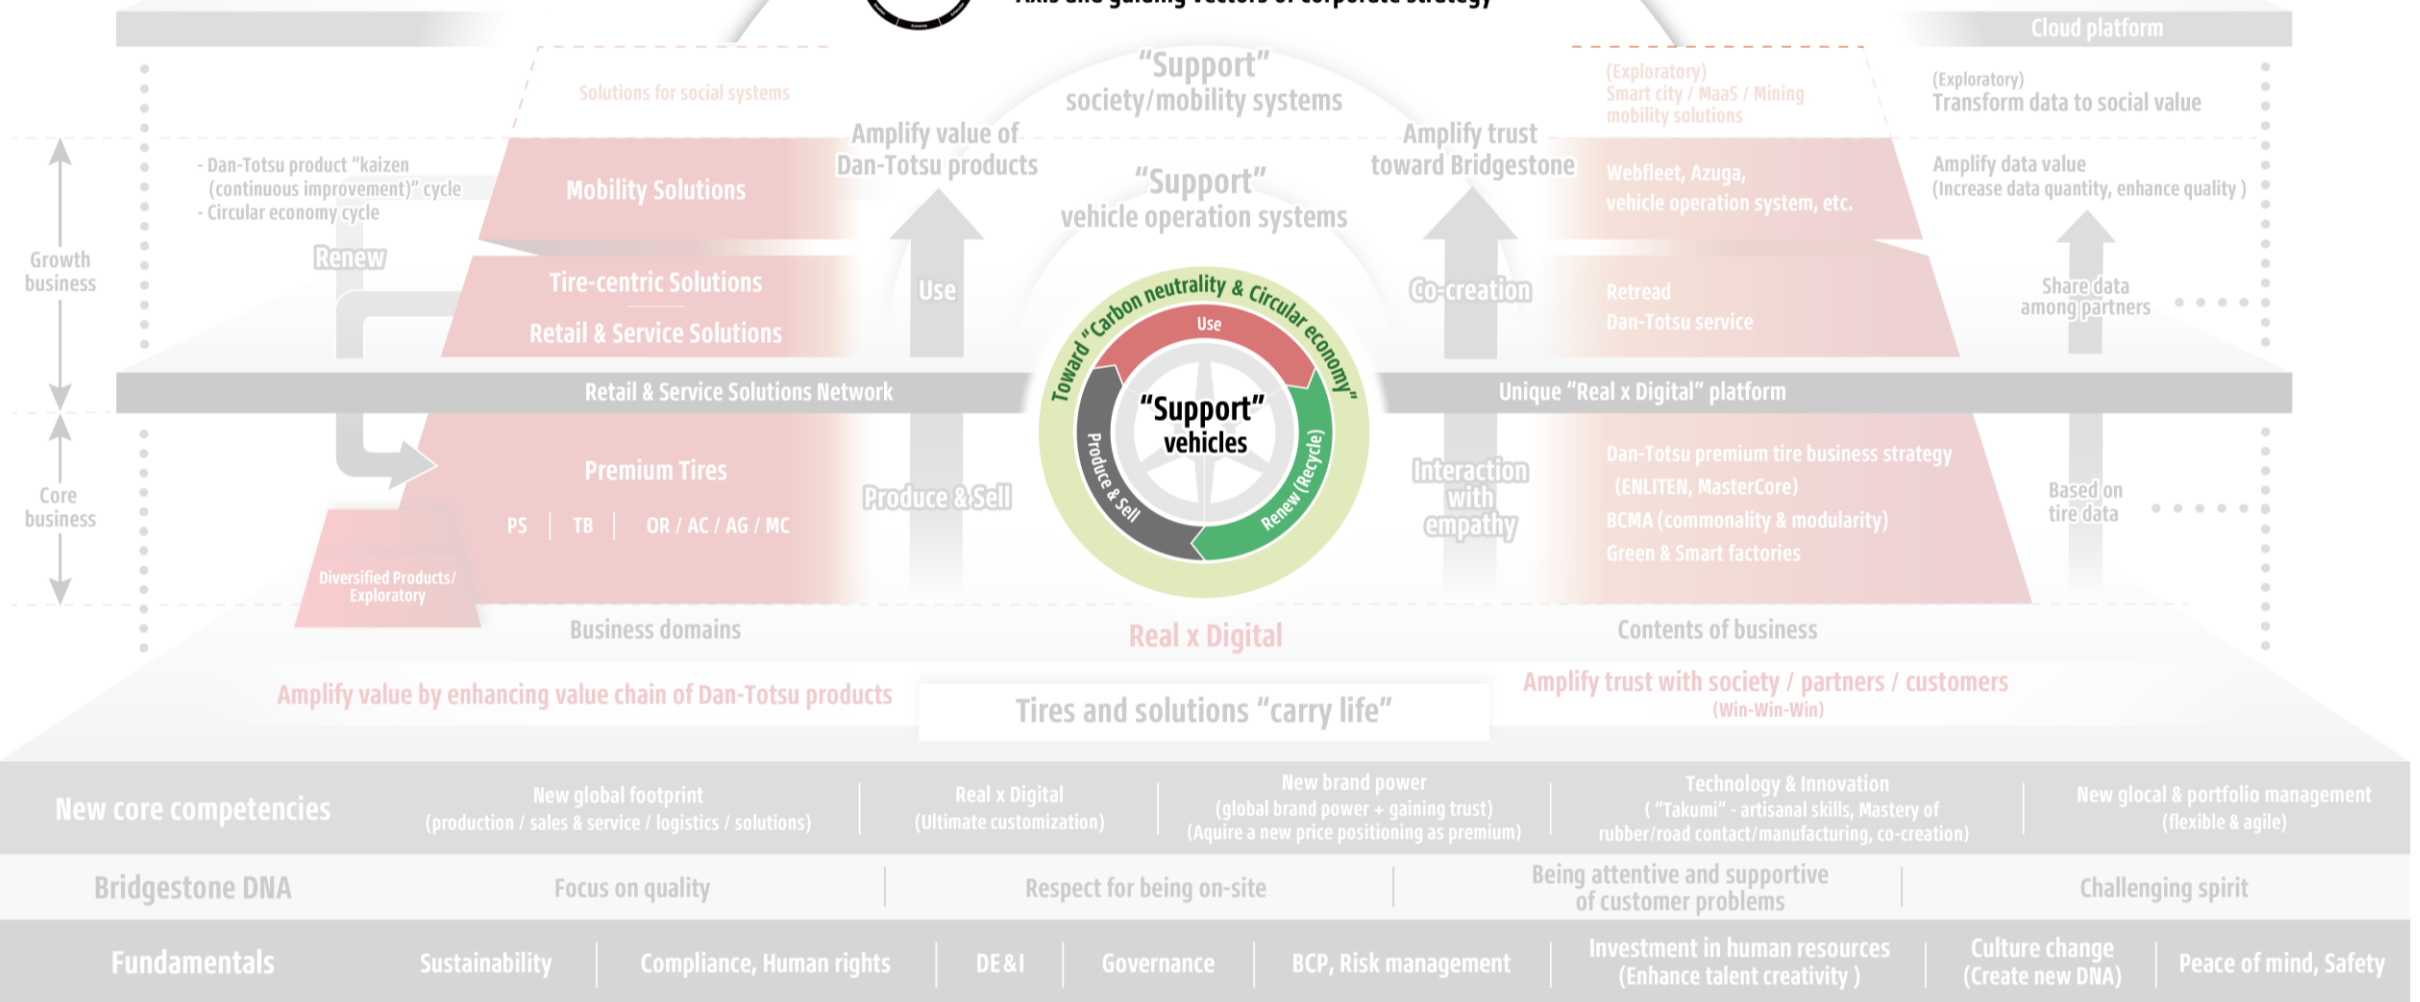 Axis and guiding vectors of corporate strategy
Cloud platform
"Support"
society/mobility systems
Solutions for social systems
(Exploratory)
Smart city / MaaS / Mining
mobility solutions
(Exploratory)
Transform data to social value
Amplify value of
Dan-Totsu products
Amplify trust
toward Bridgestone
- Dan-Totsu product “kaizen
(continuous improvement)” cycle
- Circular economy cycle
Mobility Solutions
“Support”
vehicle operation systems
Webfleet, Azuga,
vehicle operation system, etc.
Amplify data value
(Increase data quantity, enhance quality )
Growth
business
Renew
Tire-centric Solutions
Retail & Service Solutions
Use
Co-creation
Retread
Dan-Totsu service
Share data
among partners
Toward “Carbon neutrality & Circular economy”
Use
Produce & Sell
Renew (Recycle)
“Support”
vehicles
Retail & Service Solutions Network
Unique “Real x Digital” platform
Core
business
Premium Tires
PS
TB
OR / AC / AG / MC
Diversified Products/
Exploratory
Produce & Sell
Interaction
with
empathy
Dan-Totsu premium tire business strategy
(ENLITEN, MasterCore)
BCMA (commonality & modularity)
Green & Smart factories
Based on
tire data
Business domains
Real x Digital
Contents of business
Amplify value by enhancing value chain of Dan-Totsu products
Tires and solutions “carry life”
Amplify trust with society / partners / customers
(Win-Win-Win)
New core competencies
New global footprint
(production / sales & service / logistics / solutions)
Real x Digital
(Ultimate customization)
New brand power
(global brand power + gaining trust)
(Aquire a new price positioning as premium)
Technology & Innovation
( “Takumi” - artisanal skills, Mastery of
rubber/road contact/manufacturing, co-creation)
New glocal & portfolio management
(flexible & agile)
Bridgestone DNA
Focus on quality
Respect for being on-site
Being attentive and supportive
of customer problems
Challenging spirit
Fundamentals
Sustainability
Compliance, Human rights
DE&I
Governance
BCP, Risk management
Investment in human resources
(Enhance talent creativity )
Culture change
(Create new DNA)
Peace of mind, Safety